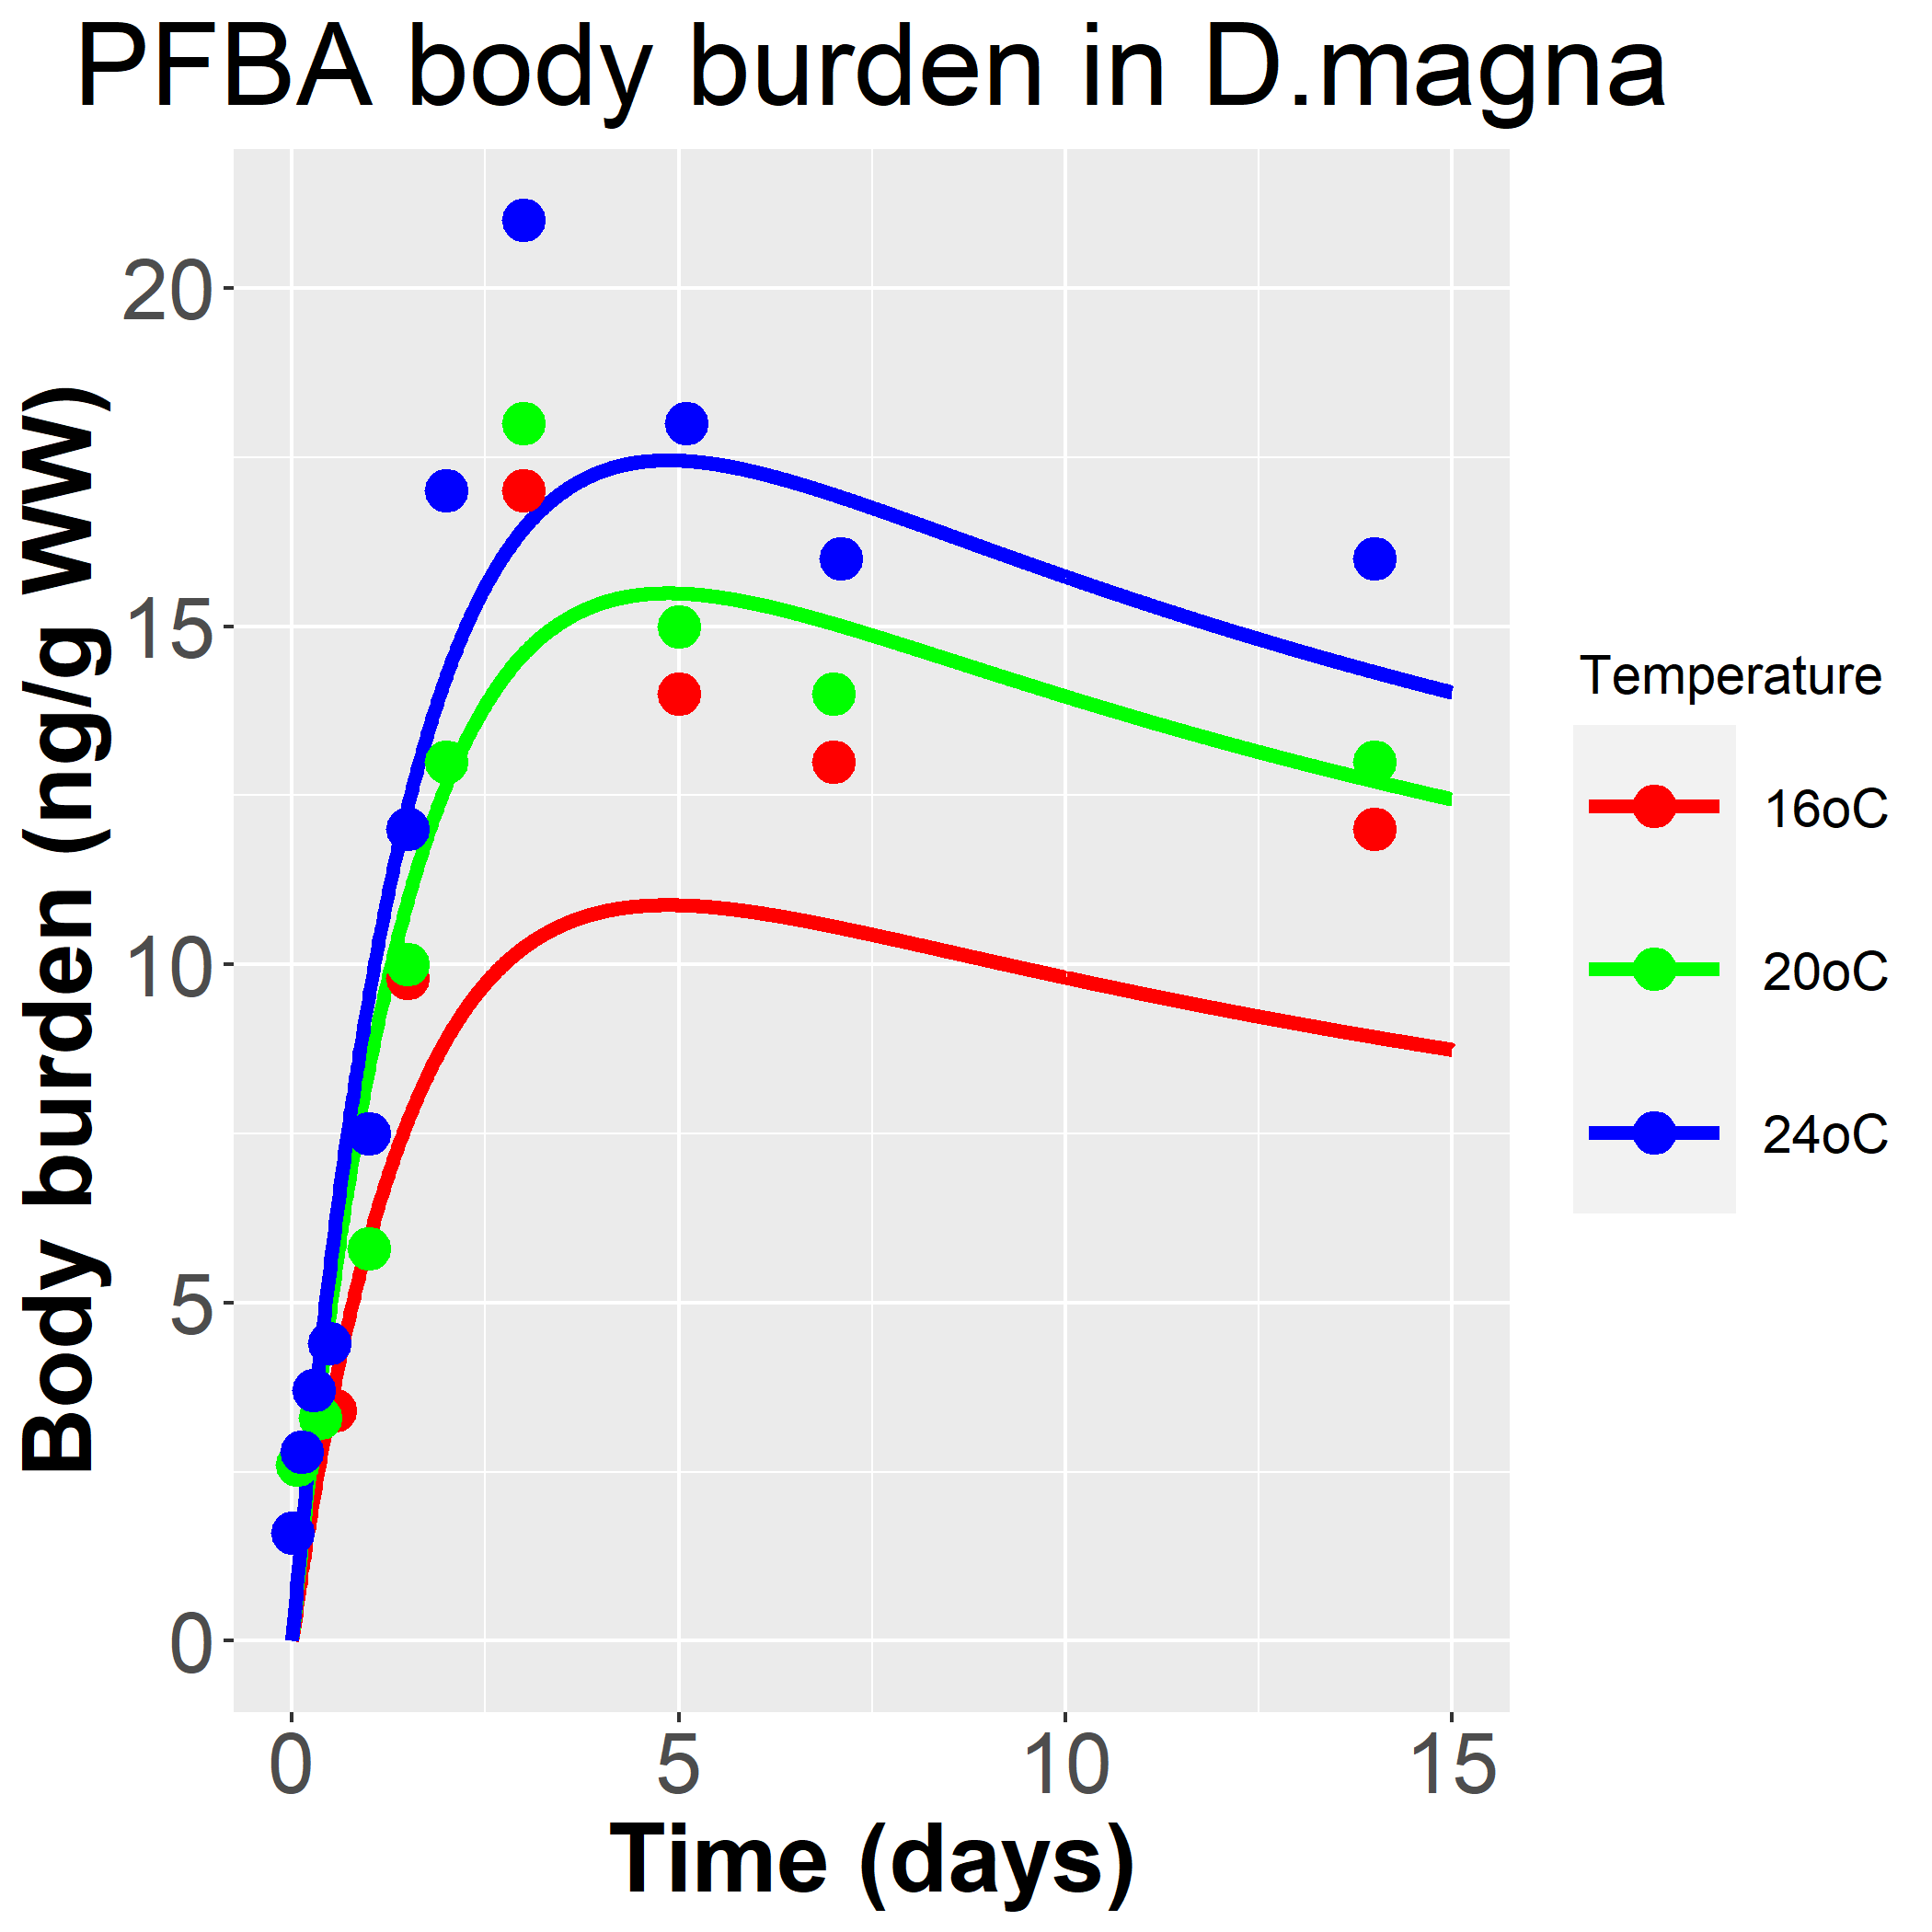 PFBA body burden in D.magna
Body burden (ng/g WW)
20
15
10
5
0
0 5 10 15
Time (days)
Temperature
16oC
20oC
24oC